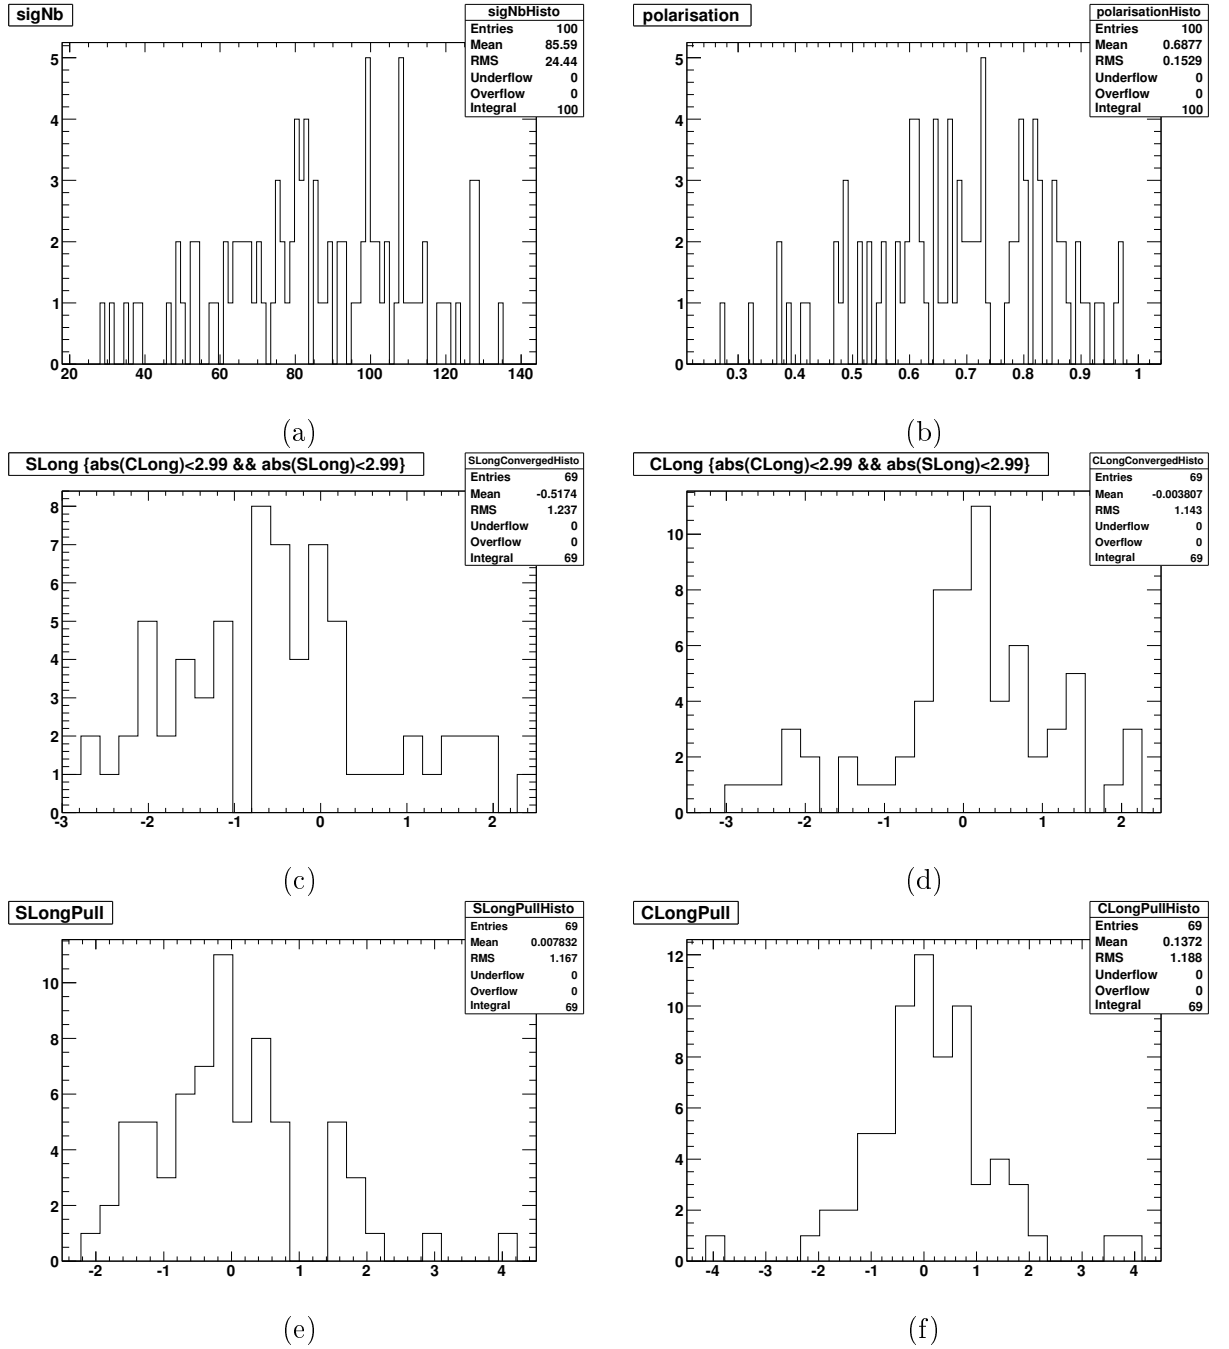 sigNb
sigNbHisto
Entries 100
Mean 85.59
RMS 24.44
Underflow 0
Overflow 0
Integral 100
5
4
3
2
1
0
20 40 60 80 100 120 140
(a)
polarisation
polarisationHisto
Entries 100
Mean 0.6877
RMS 0.1529
Underflow 0
Overflow 0
Integral 100
5
4
3
2
1
0
0.3 0.4 0.5 0.6 0.7 0.8 0.9 1
(b)
SLong {abs(CLong)<2.99 && abs(SLong)<2.99}
SLongConvergedHisto
Entries 69
Mean -0.5174
RMS 1.237
Underflow 0
Overflow 0
Integral 69
8
7
6
5
4
3
2
1
0
-3 -2 -1 0 1 2
(c)
CLong {abs(CLong)<2.99 && abs(SLong)<2.99}
CLongConvergedHisto
Entries 69
Mean -0.003807
RMS 1.143
Underflow 0
Overflow 0
Integral 69
10
8
6
4
2
0
-3 -2 -1 0 1 2
(d)
SLongPull
SLongPullHisto
Entries 69
Mean 0.007832
RMS 1.167
Underflow 0
Overflow 0
Integral 69
10
8
6
4
2
0
-2 -1 0 1 2 3 4
(e)
CLongPull
CLongPullHisto
Entries 69
Mean 0.1372
RMS 1.188
Underflow 0
Overflow 0
Integral 69
12
10
8
6
4
2
0
-4 -3 -2 -1 0 1 2 3 4
(f)